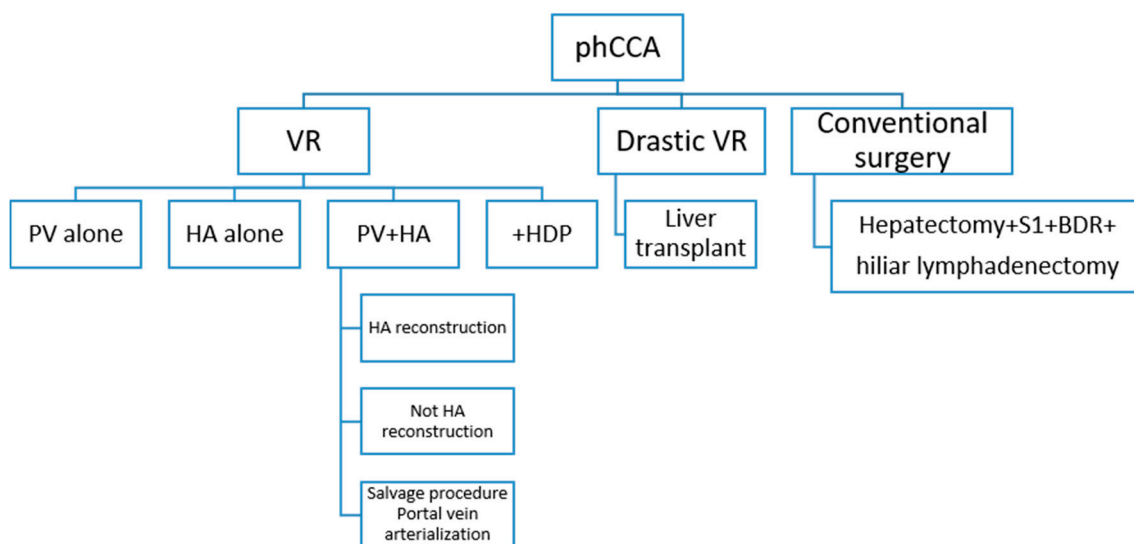 phCCA
VR
Drastic VR
Conventional
surgery
PV alone
HA alone
PV+HA
+HDP
Liver
transplant
Hepatectomy+S1+BDR+
hiliar lymphadenectomy
HA reconstruction
Not HA
reconstruction
Salvage procedure
Portal vein
arterialization